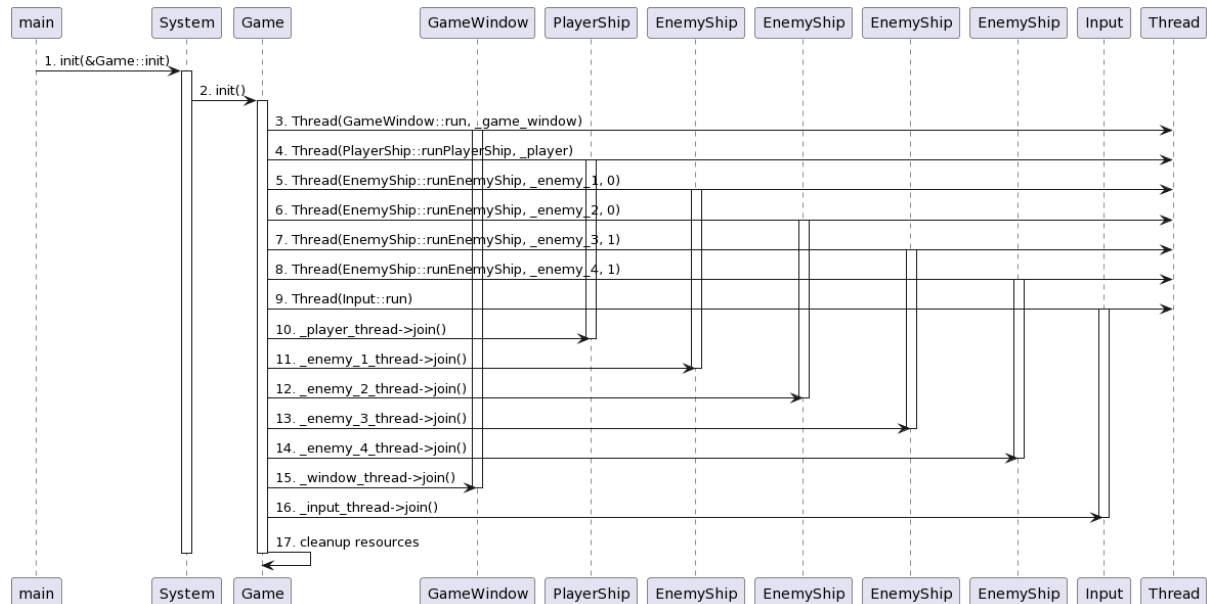 main System Game GameWindow PlayerShip EnemyShip EnemyShip EnemyShip EnemyShip Input Thread
1. init(&Game::init)
2. init()
3. Thread(GameWindow::run, _game_window)
4. Thread(PlayerShip::runPlayerShip, _player)
5. Thread(EnemyShip::runEnemyShip, _enemy_1, 0)
6. Thread(EnemyShip::runEnemyShip, _enemy_2, 0)
7. Thread(EnemyShip::runEnemyShip, _enemy_3, 1)
8. Thread(EnemyShip::runEnemyShip, _enemy_4, 1)
9. Thread(Input::run)
10. _player_thread->join()
11. _enemy_1_thread->join()
12. _enemy_2_thread->join()
13. _enemy_3_thread->join()
14. _enemy_4_thread->join()
15. _window_thread->join()
16. _input_thread->join()
17. cleanup resources
main System Game GameWindow PlayerShip EnemyShip EnemyShip EnemyShip EnemyShip Input Thread